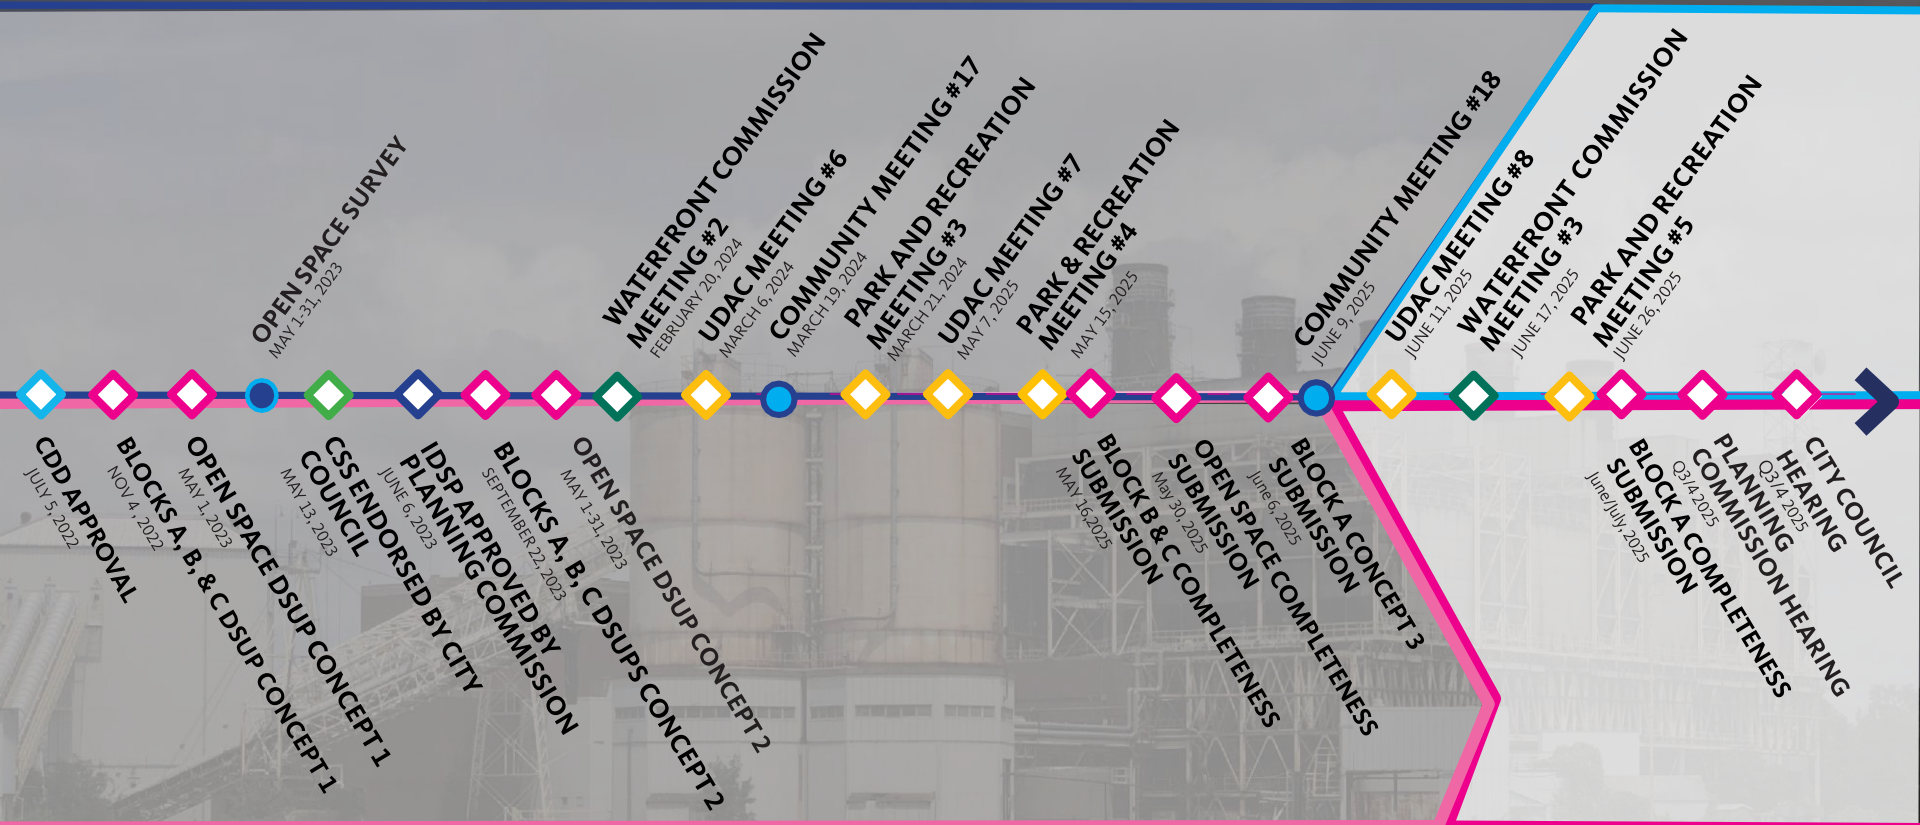 OPEN SPACE SURVEY
MAY 1-31, 2023
WATERFRONT COMMISSION
MEETING #2
FEBRUARY 20, 2024
UDAC MEETING #6
MARCH 6, 2024
COMMUNITY MEETING #17
MARCH 19, 2024
PARK AND RECREATION
MEETING #3
MARCH 21, 2024
UDAC MEETING #7
MAY 7, 2025
PARK & RECREATION
MEETING #4
MAY 15, 2025
COMMUNITY MEETING #18
JUNE 9, 2025
UDAC MEETING #8
JUNE 11, 2025
WATERFRONT COMMISSION
MEETING #3
JUNE 17, 2025
PARK AND RECREATION
MEETING #5
JUNE 26, 2025
CDD APPROVAL
JULY 5, 2022
BLOCKS A, B, & C DSUP CONCEPT 1
NOV 4, 2022
OPEN SPACE DSUP CONCEPT 1
MAY 1, 2023
CSS ENDORSED BY CITY
COUNCIL
MAY 13, 2023
IDSP APPROVED BY
PLANNING COMMISSION
JUNE 6, 2023
BLOCKS A, B, C DSUPS CONCEPT 2
SEPTEMBER 22, 2023
OPEN SPACE DSUP CONCEPT 2
MAY 1-31, 2023
BLOCK B & C COMPLETENESS
SUBMISSION
MAY 16,2025
OPEN SPACE COMPLETENESS
SUBMISSION
May 30, 2025
BLOCK A CONCEPT 3
SUBMISSION
June 6, 2025
BLOCK A COMPLETENESS
SUBMISSION
June/July, 2025
PLANNING
COMMISSION HEARING
Q3/4 2025
CITY COUNCIL
HEARING
Q3/4 2025